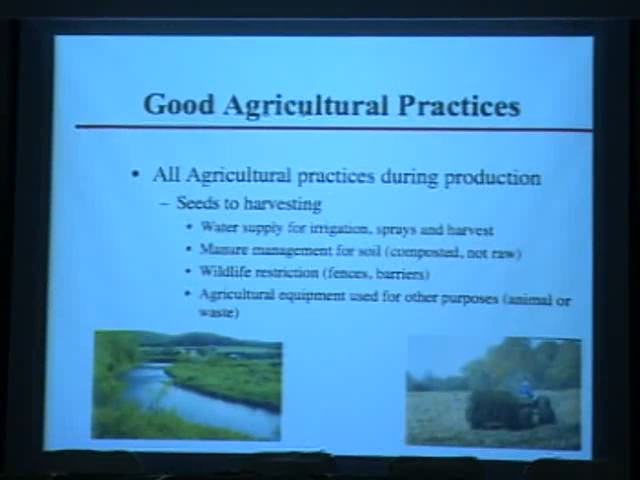 Good Agricultural Practices
• All Agricultural practices during production
– Seeds to harvesting
• Water supply for irrigation, sprays and harvest
• Manure management for soil (composted, not raw)
• Wildlife restriction (fences, barriers)
• Agricultural equipment used for other purposes (animal or
waste)